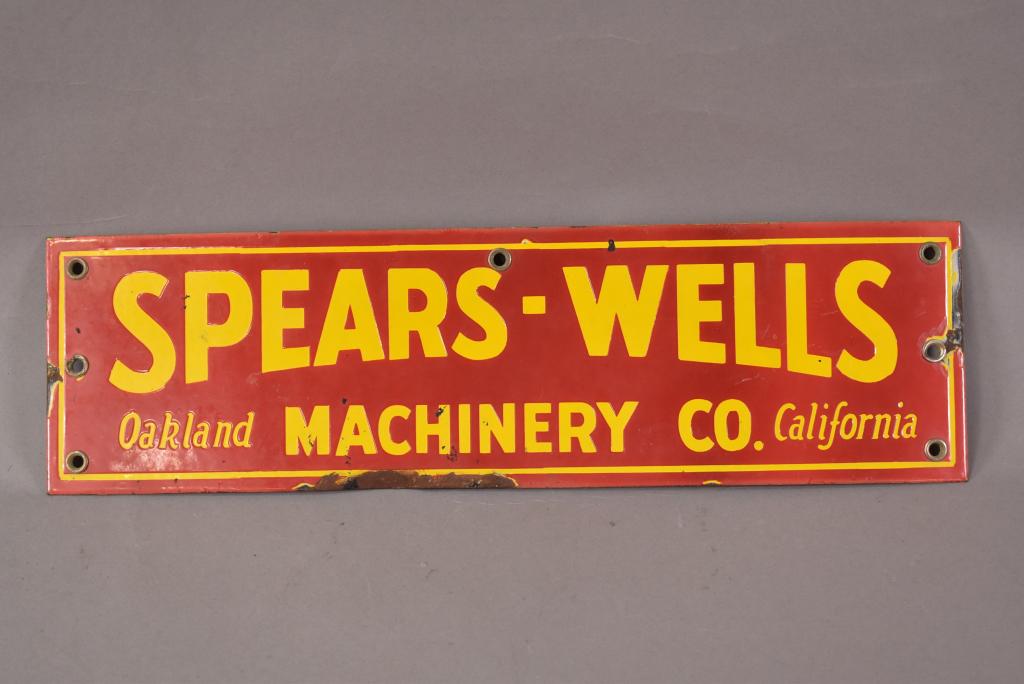 SPEARS-WELLS
Oakland MACHINERY CO. California